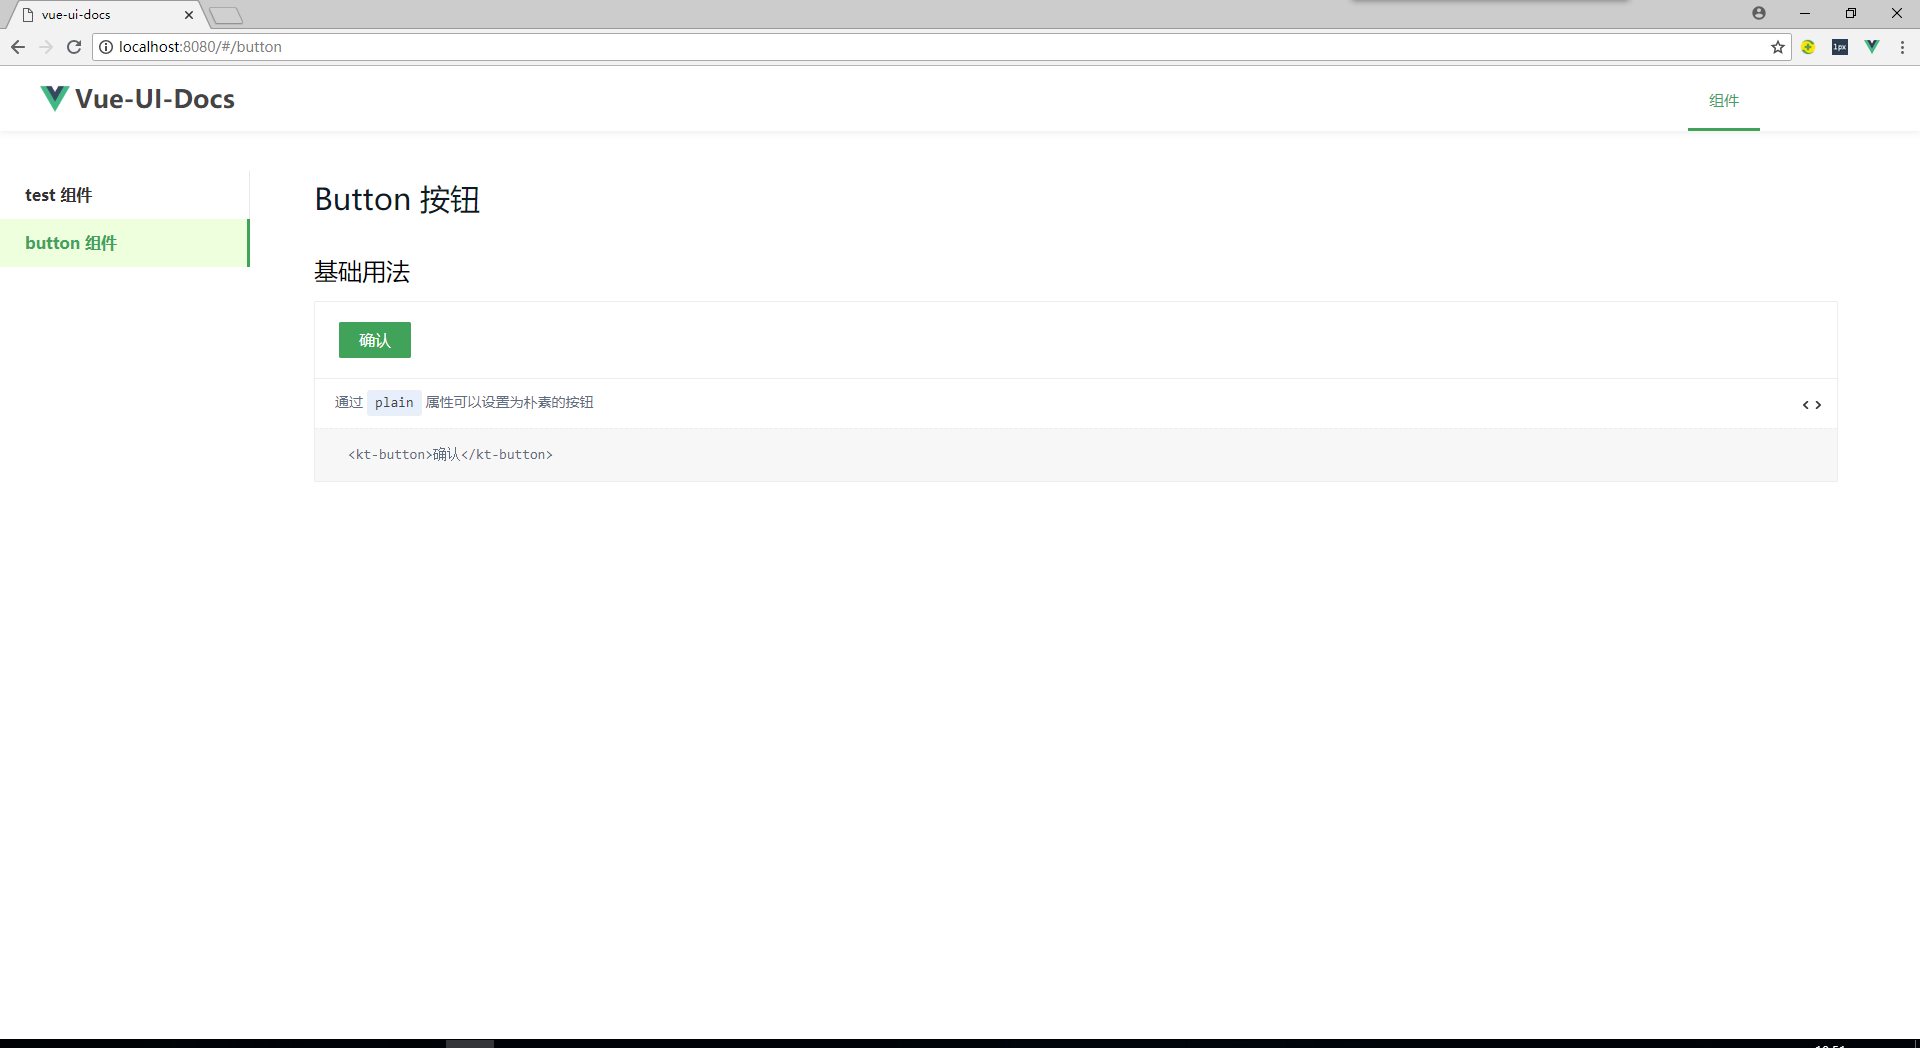 vue-ui-docs
localhost:8080/#/button
1px
Vue-UI-Docs
组件
test 组件
button 组件
Button 按钮
基础用法
确认
通过 plain 属性可以设置为朴素的按钮
<kt-button>确认</kt-button>